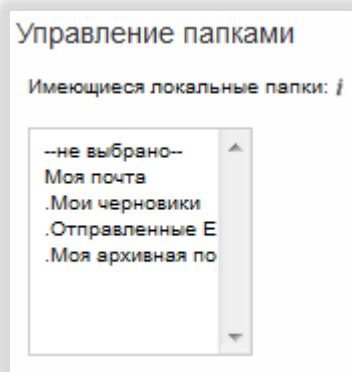 Управление папками
Имеющиеся локальные папки: i
--не выбрано--
Моя почта
.Мои черновики
.Отправленные E
.Моя архивная по